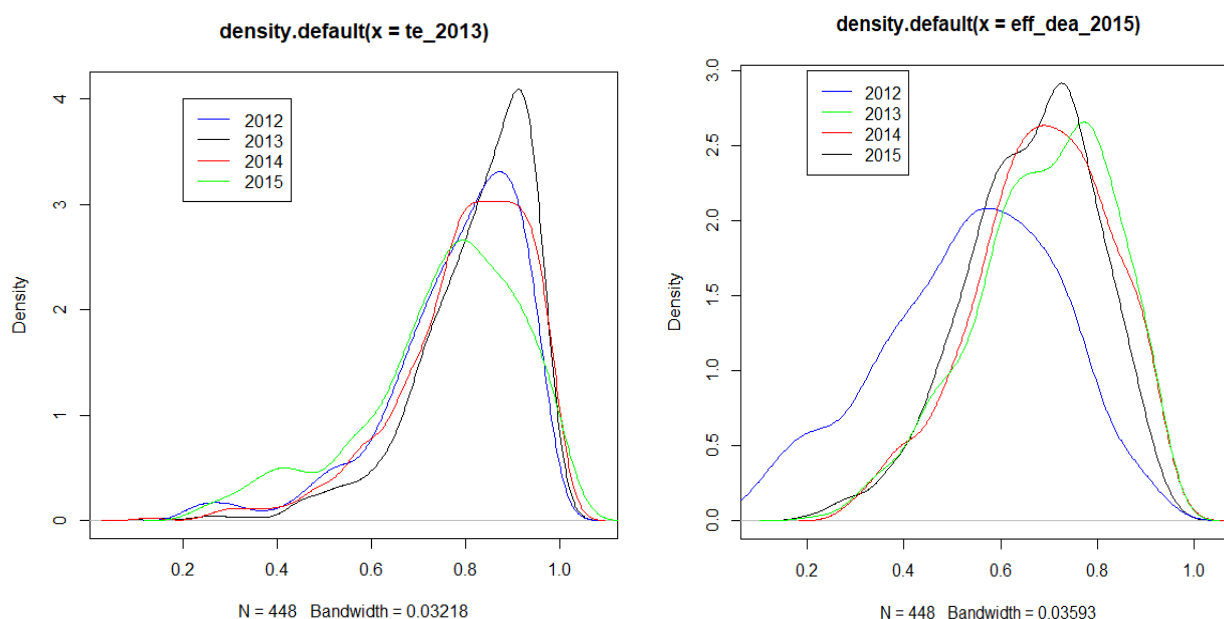 density.default(x = te_2013)
Density
4
3
2
1
0
2012
2013
2014
2015
0.2 0.4 0.6 0.8 1.0
N = 448 Bandwidth = 0.03218
density.default(x = eff_dea_2015)
Density
3.0
2.5
2.0
1.5
1.0
0.5
0.0
2012
2013
2014
2015
0.2 0.4 0.6 0.8 1.0
N = 448 Bandwidth = 0.03593